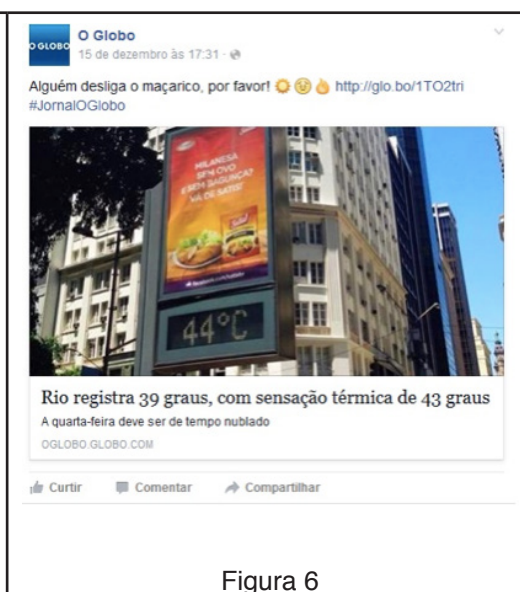 O GLOBO
O Globo
15 de dezembro às 17:31
Alguém desliga o maçarico, por favor! http://glo.bo/1TO2tri
#JornalOGlobo
MILANESA
SEM OVO
E SEM BAGUNÇA?
VÁ DE SATIS!
44°C
Rio registra 39 graus, com sensação térmica de 43 graus
A quarta-feira deve ser de tempo nublado
OGLOBO.GLOBO.COM
Curtir Comentar Compartilhar
Figura 6